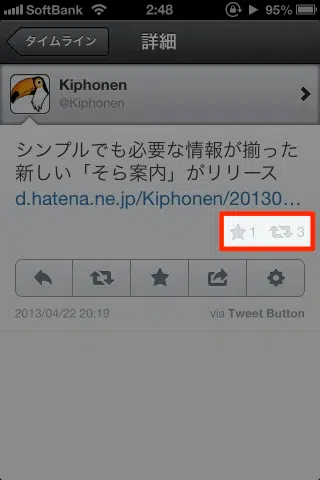 SoftBank 2:48 95%
タイムライン 詳細
Kiphonen
@Kiphonen
シンプルでも必要な情報が揃った
新しい「そら案内」がリリース
d.hatena.ne.jp/Kiphonen/20130...
1 3
2013/04/22 20:19 via Tweet Button